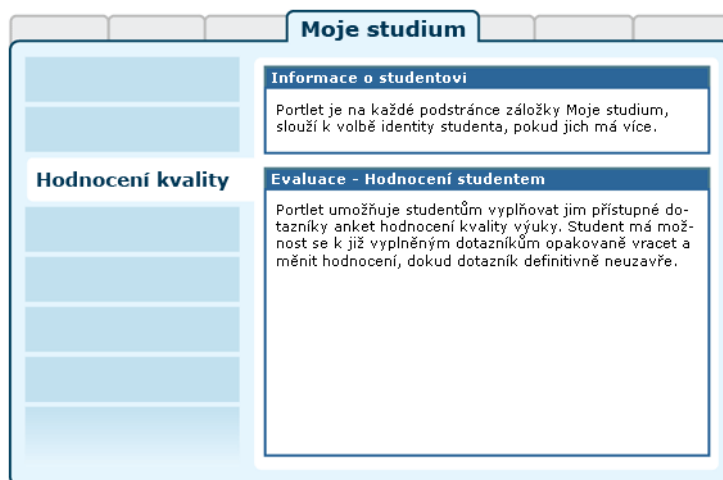 Moje studium
Informace o studentovi
Portlet je na každé podstránce záložky Moje studium,
slouží k volbě identity studenta, pokud jich má více.
Hodnocení kvality
Evaluace - Hodnocení studentem
Portlet umožňuje studentům vyplňovat jim přístupné do-
tazníky anket hodnocení kvality výuky. Student má mož-
nost se k již vyplněným dotazníkům opakovaně vracet a
měnit hodnocení, dokud dotazník definitivně neuzavře.